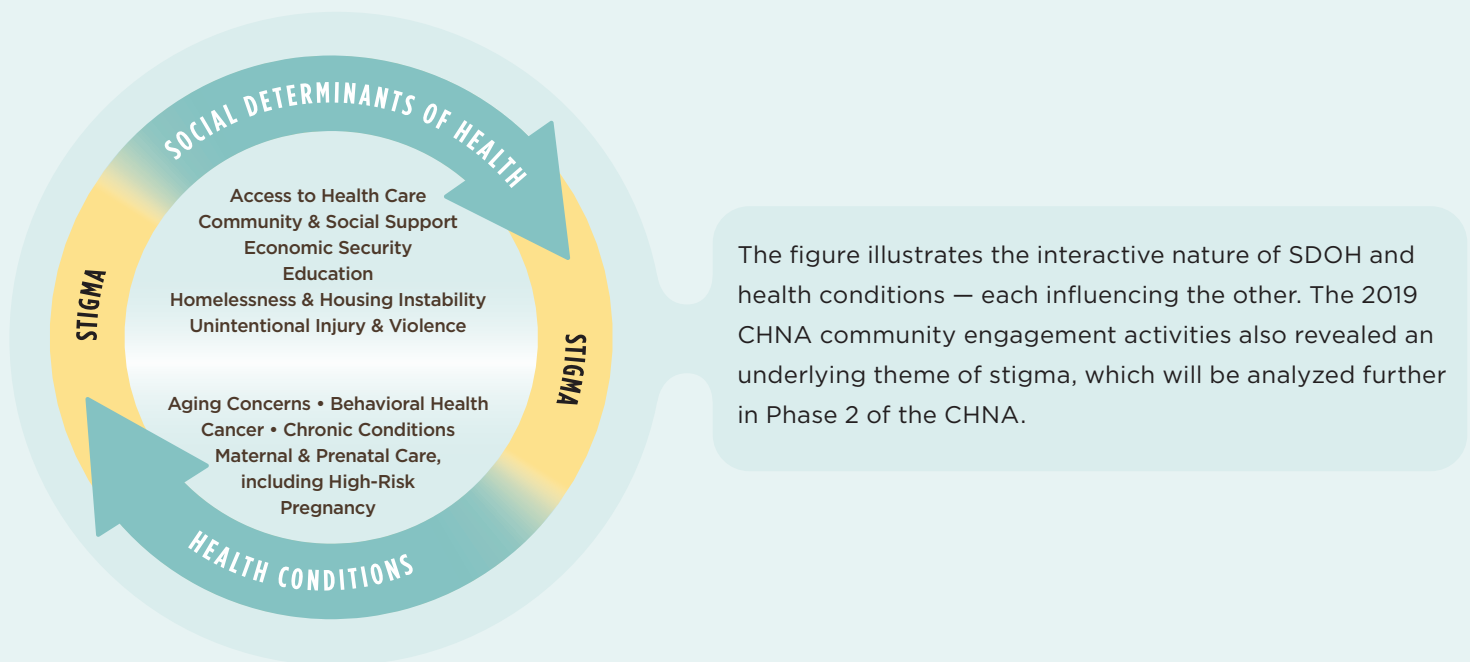 SOCIAL DETERMINANTS OF HEALTH
Access to Health Care
Community & Social Support
Economic Security
Education
Homelessness & Housing Instability
Unintentional Injury & Violence
STIGMA
STIGMA
Aging Concerns • Behavioral Health
Cancer • Chronic Conditions
Maternal & Prenatal Care,
including High-Risk
Pregnancy
HEALTH CONDITIONS
The figure illustrates the interactive nature of SDOH and
health conditions — each influencing the other. The 2019
CHNA community engagement activities also revealed an
underlying theme of stigma, which will be analyzed further
in Phase 2 of the CHNA.